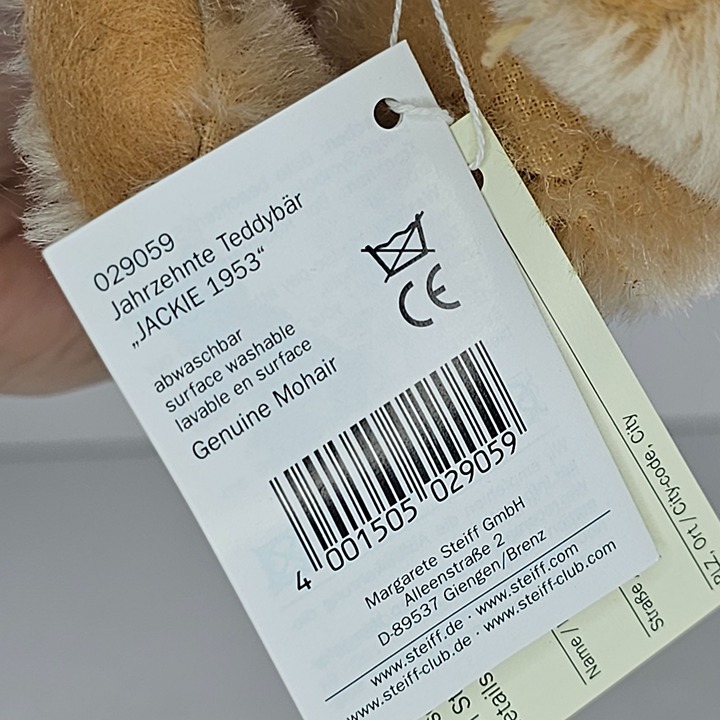 029059
Jahrzehnte Teddybär
„JACKIE 1953“
abwaschbar
surface washable
lavable en surface
Genuine Mohair
CE
4 001505 029059
Margarete Steiff GmbH
Alleenstraße 2
D-89537 Giengen/Brenz
www.steiff.de · www.steiff.com
www.steiff-club.de · www.steiff-club.com
PLZ, Ort / City-code, City
Straße
Name /